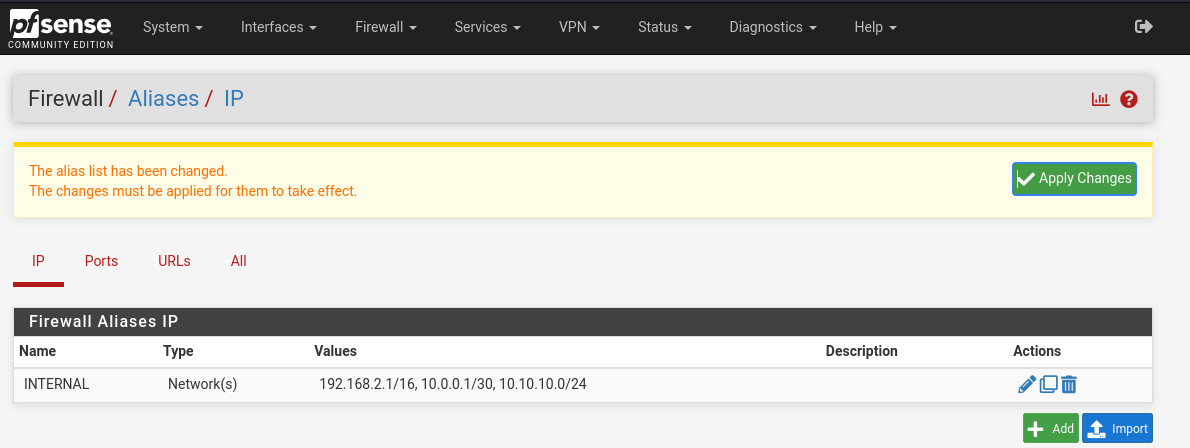 pfsense
COMMUNITY EDITION
System Interfaces Firewall Services VPN Status Diagnostics Help
Firewall / Aliases / IP
The alias list has been changed.
The changes must be applied for them to take effect.
Apply Changes
IP Ports URLs All
Firewall Aliases IP
Name Type Values Description Actions
INTERNAL Network(s) 192.168.2.1/16, 10.0.0.1/30, 10.10.10.0/24
Add Import